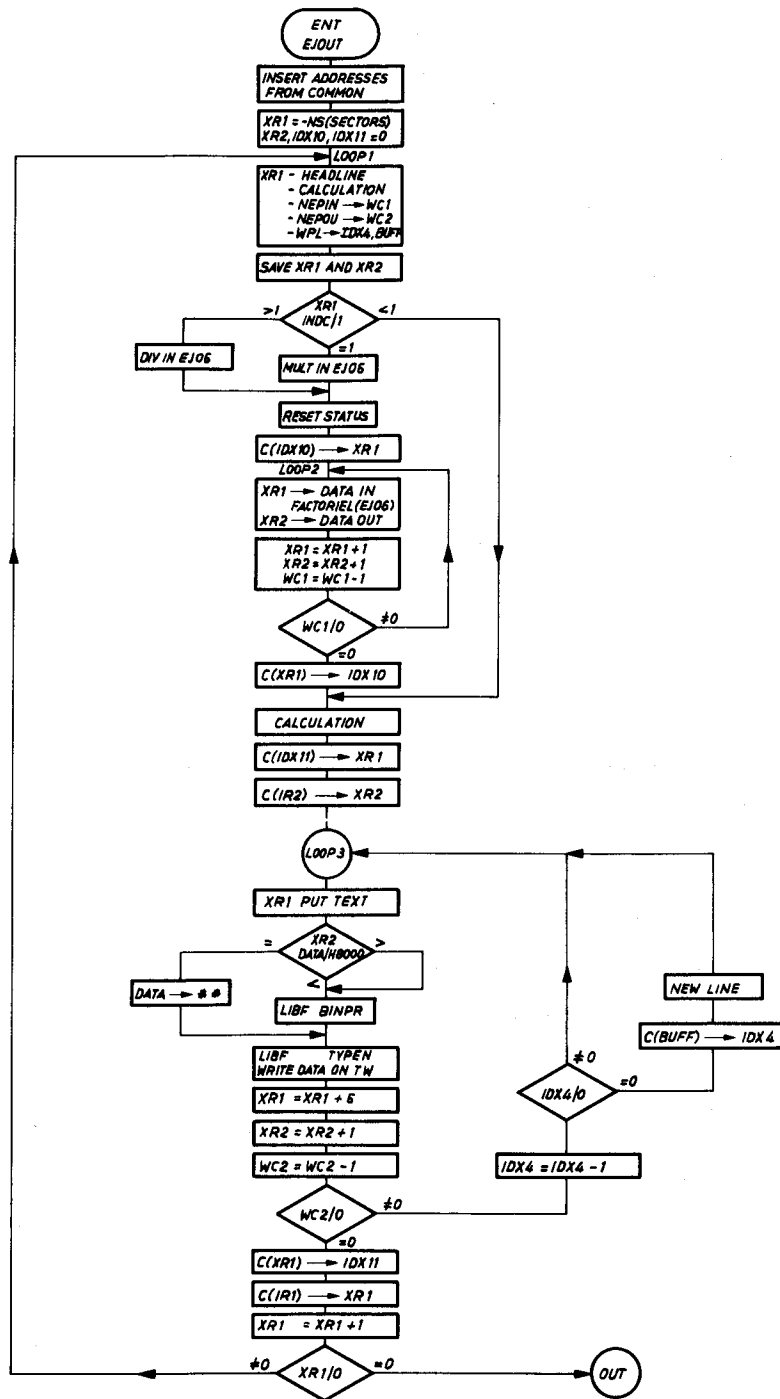 ENT
EJOUT
INSERT ADDRESSES
FROM COMMON
XR1 = -NS(SECTORS)
XR2, IDX10, IDX11 = 0
LOOP1
XR1 - HEADLINE
- CALCULATION
- NEPIN → WC1
- NEPOU → WC2
- WPL → IDX4, BUFF
SAVE XR1 AND XR2
>1
XR1
INDC/1
<1
=1
DIV IN EJ06
MULT IN EJ06
RESET STATUS
C(IDX10) → XR1
LOOP2
XR1 → DATA IN
FACTORIEL(EJ06)
XR2 → DATA OUT
XR1 = XR1+1
XR2 = XR2+1
WC1 = WC1-1
WC1/0
≠0
=0
C(XR1) → IDX10
CALCULATION
C(IDX11) → XR1
C(IR2) → XR2
LOOP3
XR1 PUT TEXT
=
XR2
DATA/H8000
>
<
DATA → **
LIBF BINPR
NEW LINE
C(BUFF) → IDX4
LIBF TYPEN
WRITE DATA ON TW
≠0
IDX4/0
=0
XR1 = XR1 + 6
XR2 = XR2 + 1
WC2 = WC2 - 1
IDX4 = IDX4 - 1
WC2/0
≠0
=0
C(XR1) → IDX11
C(IR1) → XR1
XR1 = XR1 + 1
≠0
XR1/0
=0
OUT